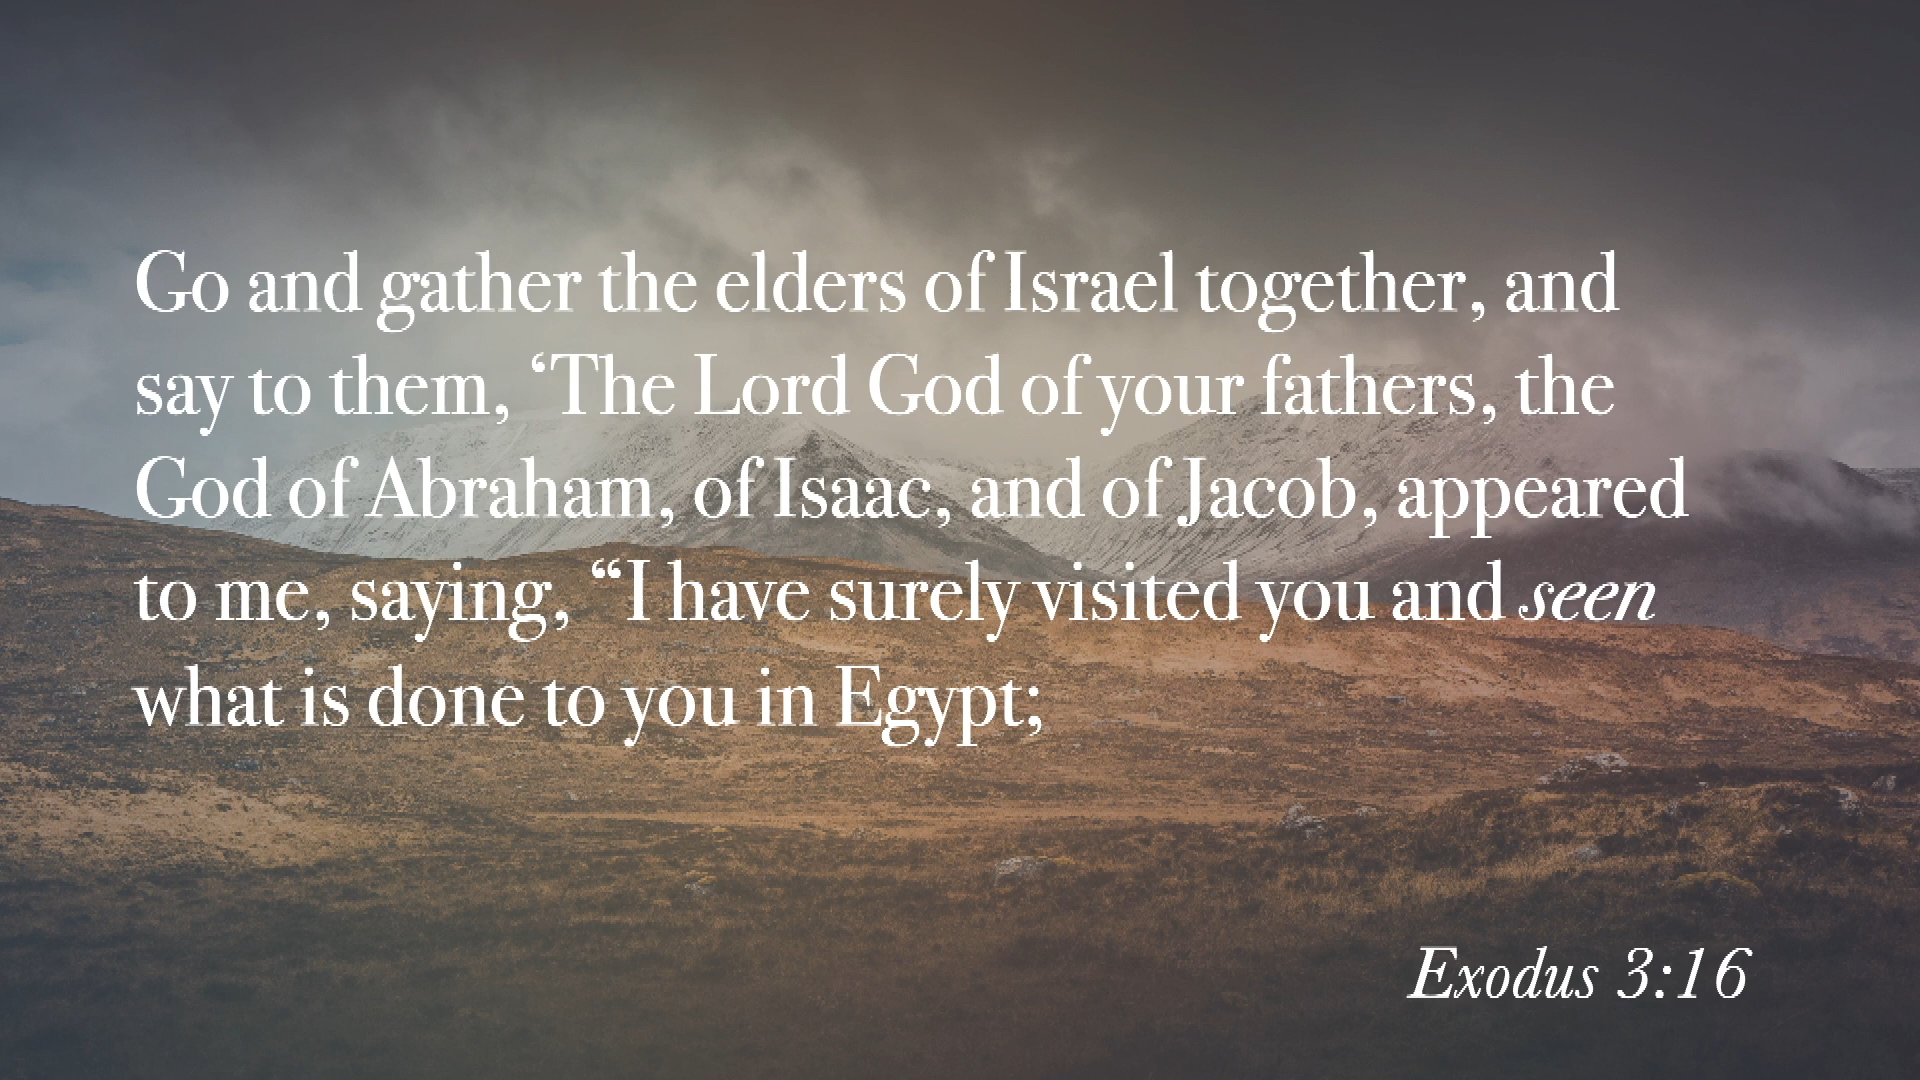 Go and gather the elders of Israel together, and
say to them, ‘The Lord God of your fathers, the
God of Abraham, of Isaac, and of Jacob, appeared
to me, saying, “I have surely visited you and seen
what is done to you in Egypt;
Exodus 3:16